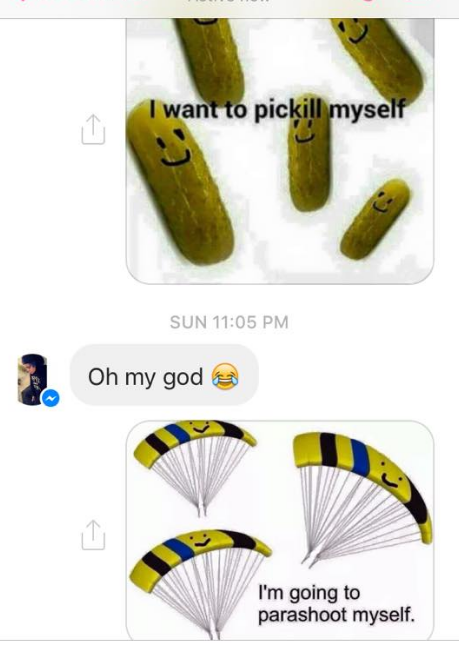 I want to pickill myself
SUN 11:05 PM
Oh my god 😂
I'm going to
parashoot myself.